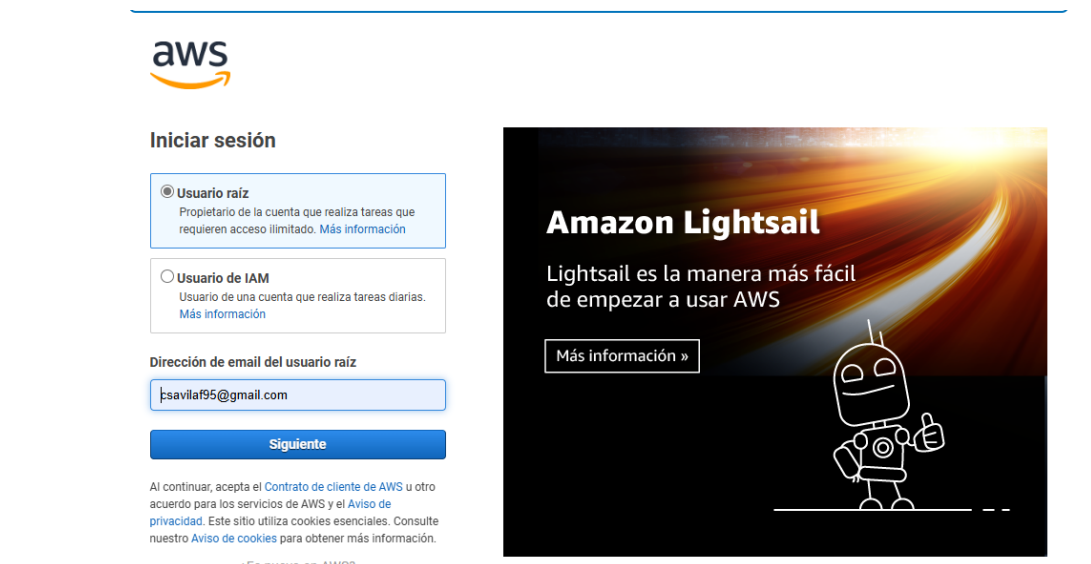 aws
Iniciar sesión
Usuario raíz
Propietario de la cuenta que realiza tareas que
requieren acceso ilimitado. Más información
Usuario de IAM
Usuario de una cuenta que realiza tareas diarias.
Más información
Dirección de email del usuario raíz
csavilaf95@gmail.com
Siguiente
Al continuar, acepta el Contrato de cliente de AWS u otro
acuerdo para los servicios de AWS y el Aviso de
privacidad. Este sitio utiliza cookies esenciales. Consulte
nuestro Aviso de cookies para obtener más información.
Amazon Lightsail
Lightsail es la manera más fácil
de empezar a usar AWS
Más información »